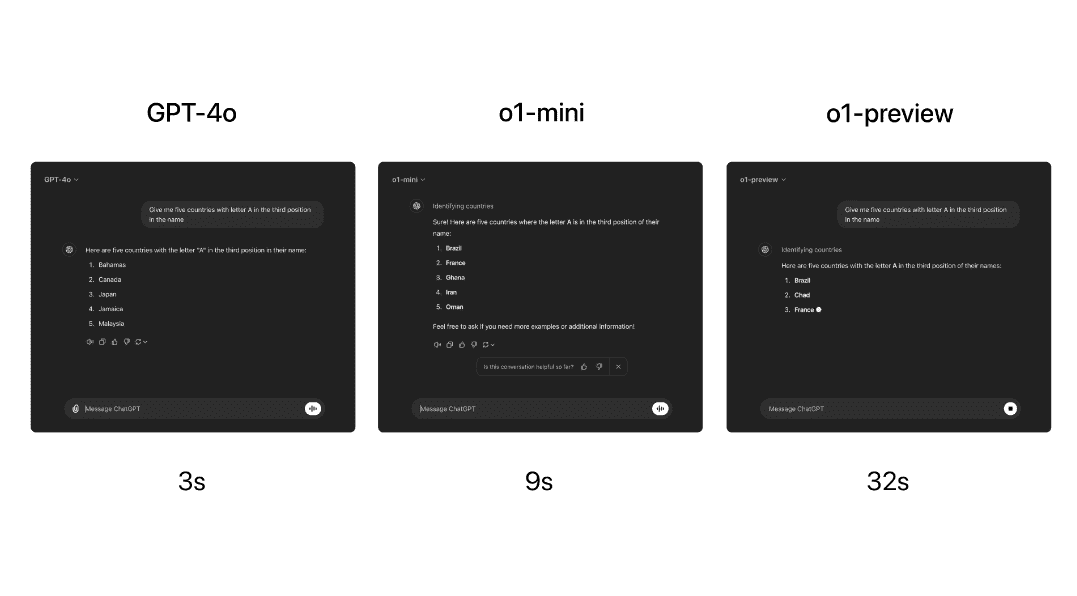 GPT-4o
o1-mini
o1-preview
GPT-4o
Give me five countries with letter A in the third position
in the name
Here are five countries with the letter "A" in the third position in their name:
1. Bahamas
2. Canada
3. Japan
4. Jamaica
5. Malaysia
Message ChatGPT
o1-mini
Identifying countries
Sure! Here are five countries where the letter A is in the third position of their
name:
1. Brazil
2. France
3. Ghana
4. Iran
5. Oman
Feel free to ask if you need more examples or additional information!
Is this conversation helpful so far?
Message ChatGPT
o1-preview
Give me five countries with letter A in the third position
in the name
Identifying countries
Here are five countries with the letter A in the third position of their names:
1. Brazil
2. Chad
3. France
Message ChatGPT
3s
9s
32s